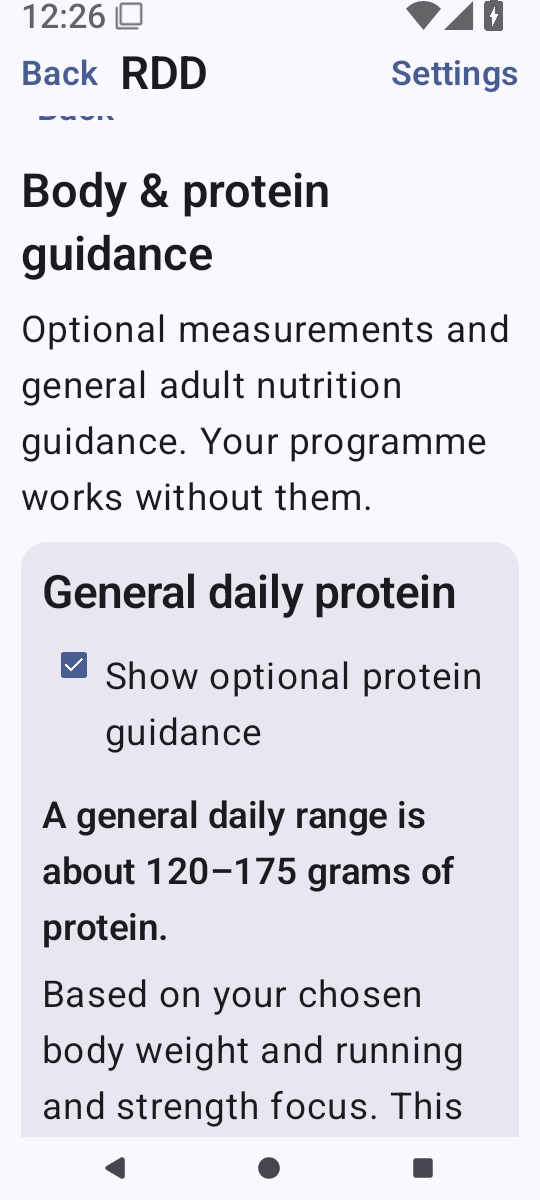 12:26
Back RDD Settings
Back
Body & protein
guidance
Optional measurements and
general adult nutrition
guidance. Your programme
works without them.
General daily protein
Show optional protein
guidance
A general daily range is
about 120–175 grams of
protein.
Based on your chosen
body weight and running
and strength focus. This